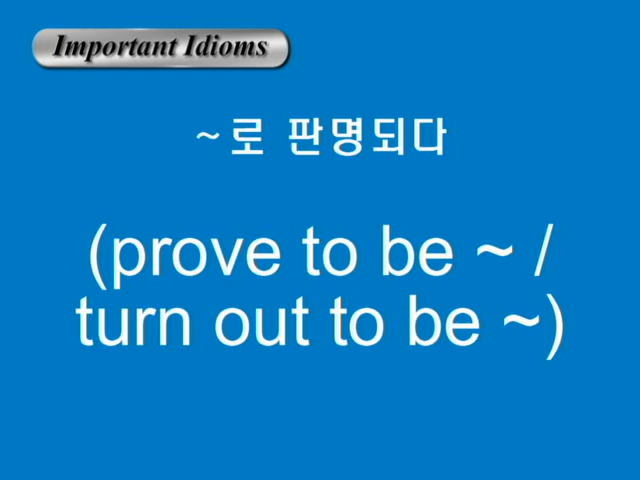 Important Idioms
~로 판명되다
(prove to be ~ /
turn out to be ~)